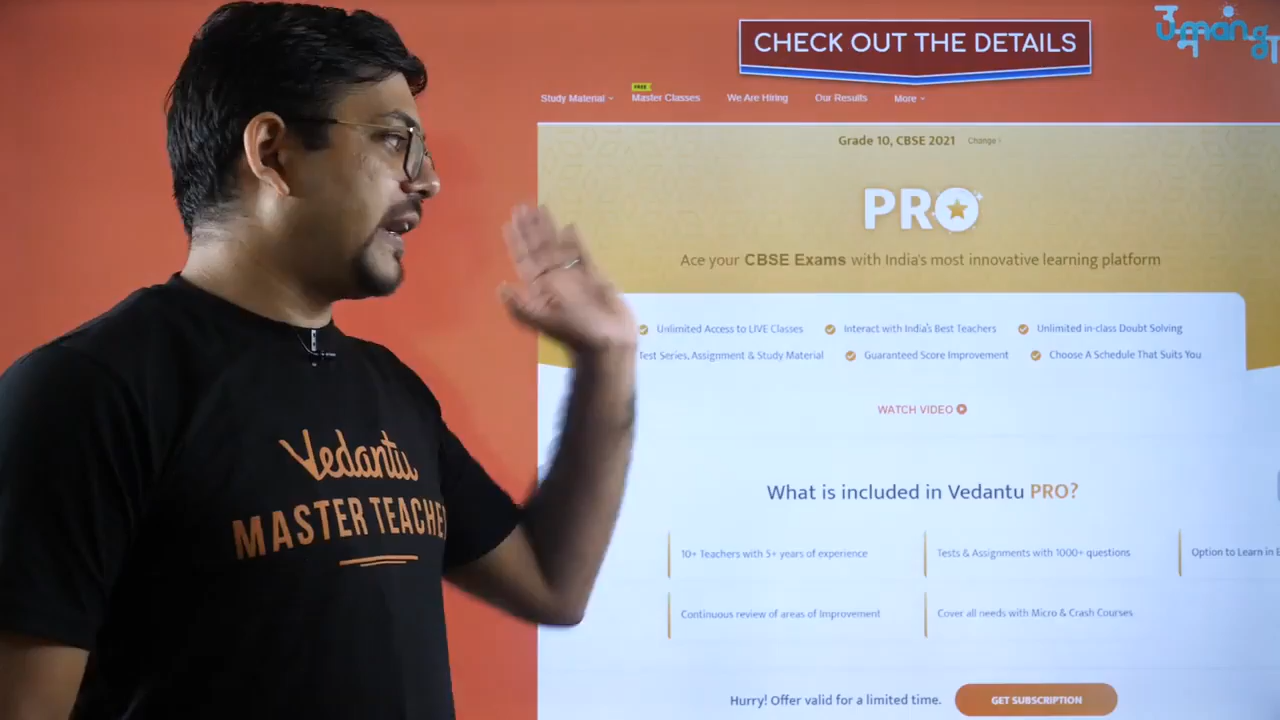 CHECK OUT THE DETAILS
उmang
Study Material
FREE
Master Classes
We Are Hiring
Our Results
More
Grade 10, CBSE 2021
Change
PRO
Ace your CBSE Exams with India's most innovative learning platform
Unlimited Access to LIVE Classes
Interact with India's Best Teachers
Unlimited in-class Doubt Solving
Test Series, Assignment & Study Material
Guaranteed Score Improvement
Choose A Schedule That Suits You
WATCH VIDEO
What is included in Vedantu PRO?
10+ Teachers with 5+ years of experience
Tests & Assignments with 1000+ questions
Option to Learn in E
Continuous review of areas of Improvement
Cover all needs with Micro & Crash Courses
Hurry! Offer valid for a limited time.
GET SUBSCRIPTION
Vedantu
MASTER TEACHE